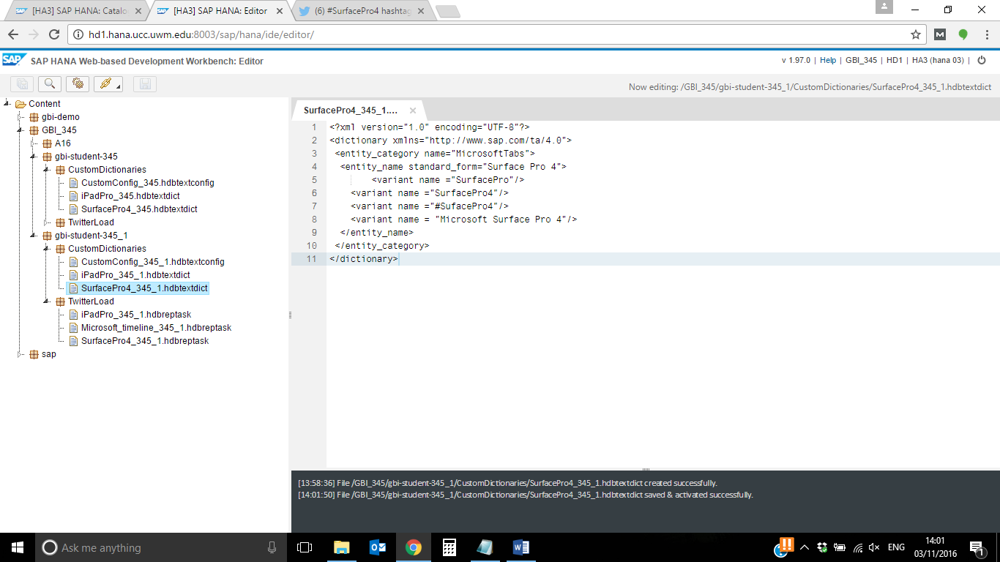 [HA3] SAP HANA: Catalo
[HA3] SAP HANA: Editor
(6) #SurfacePro4 hashtag
hd1.hana.ucc.uwm.edu:8003/sap/hana/ide/editor/
SAP SAP HANA Web-based Development Workbench: Editor
v 1.97.0 | Help | GBI_345 | HD1 | HA3 (hana 03) |
Now editing: /GBI_345/gbi-student-345_1/CustomDictionaries/SurfacePro4_345_1.hdbtextdict
Content
gbi-demo
GBI_345
A16
gbi-student-345
CustomDictionaries
CustomConfig_345.hdbtextconfig
iPadPro_345.hdbtextdict
SurfacePro4_345.hdbtextdict
TwitterLoad
gbi-student-345_1
CustomDictionaries
CustomConfig_345_1.hdbtextconfig
iPadPro_345_1.hdbtextdict
SurfacePro4_345_1.hdbtextdict
TwitterLoad
iPadPro_345_1.hdbreptask
Microsoft_timeline_345_1.hdbreptask
SurfacePro4_345_1.hdbreptask
sap
SurfacePro4_345_1....
1 <?xml version="1.0" encoding="UTF-8"?>
2 <dictionary xmlns="http://www.sap.com/ta/4.0">
3 <entity_category name="MicrosoftTabs">
4 <entity_name standard_form="Surface Pro 4">
5 <variant name ="SurfacePro"/>
6 <variant name ="SurfacePro4"/>
7 <variant name ="#SufacePro4"/>
8 <variant name = "Microsoft Surface Pro 4"/>
9 </entity_name>
10 </entity_category>
11 </dictionary>
[13:58:36] File /GBI_345/gbi-student-345_1/CustomDictionaries/SurfacePro4_345_1.hdbtextdict created successfully.
[14:01:50] File /GBI_345/gbi-student-345_1/CustomDictionaries/SurfacePro4_345_1.hdbtextdict saved & activated successfully.
Ask me anything
ENG
14:01
03/11/2016
1